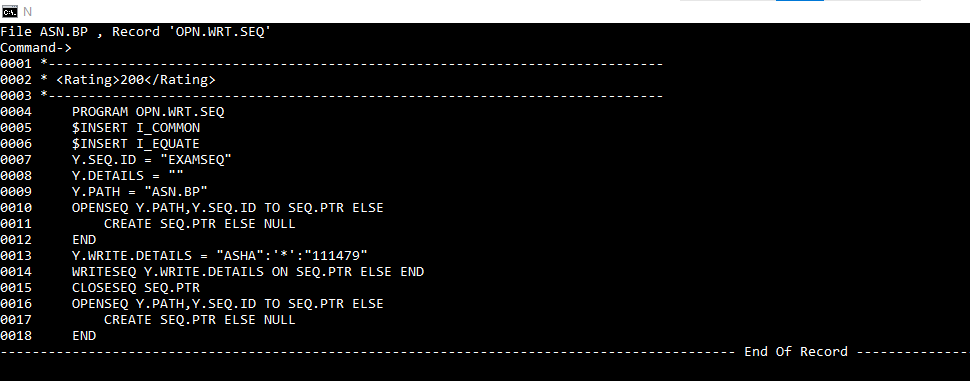 N
File ASN.BP , Record 'OPN.WRT.SEQ'
Command->
0001 *-----------------------------------------------------------------------------
0002 * <Rating>200</Rating>
0003 *-----------------------------------------------------------------------------
0004     PROGRAM OPN.WRT.SEQ
0005     $INSERT I_COMMON
0006     $INSERT I_EQUATE
0007     Y.SEQ.ID = "EXAMSEQ"
0008     Y.DETAILS = ""
0009     Y.PATH = "ASN.BP"
0010     OPENSEQ Y.PATH,Y.SEQ.ID TO SEQ.PTR ELSE
0011         CREATE SEQ.PTR ELSE NULL
0012     END
0013     Y.WRITE.DETAILS = "ASHA":'*':"111479"
0014     WRITESEQ Y.WRITE.DETAILS ON SEQ.PTR ELSE END
0015     CLOSESEQ SEQ.PTR
0016     OPENSEQ Y.PATH,Y.SEQ.ID TO SEQ.PTR ELSE
0017         CREATE SEQ.PTR ELSE NULL
0018     END
-------------------------------------------------------------------------------------------- End Of Record --------------